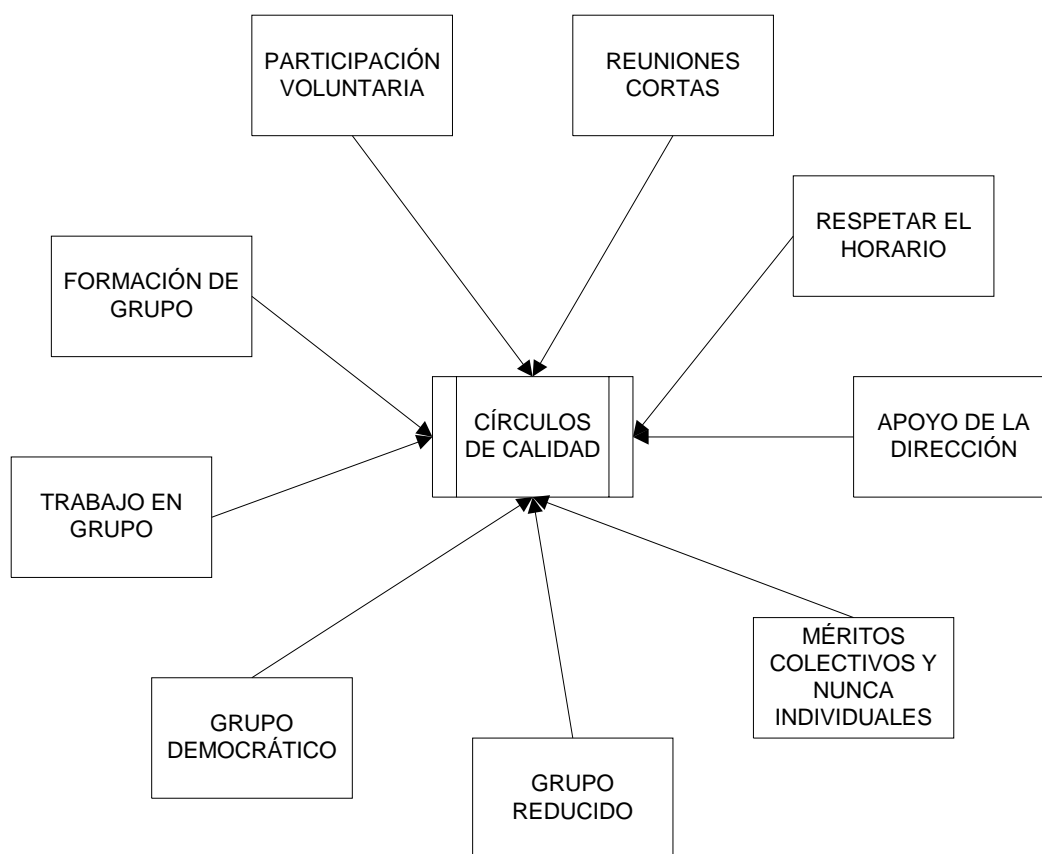 PARTICIPACIÓN
VOLUNTARIA
REUNIONES
CORTAS
RESPETAR EL
HORARIO
FORMACIÓN DE
GRUPO
CÍRCULOS
DE CALIDAD
APOYO DE LA
DIRECCIÓN
TRABAJO EN
GRUPO
MÉRITOS
COLECTIVOS Y
NUNCA
INDIVIDUALES
GRUPO
DEMOCRÁTICO
GRUPO
REDUCIDO